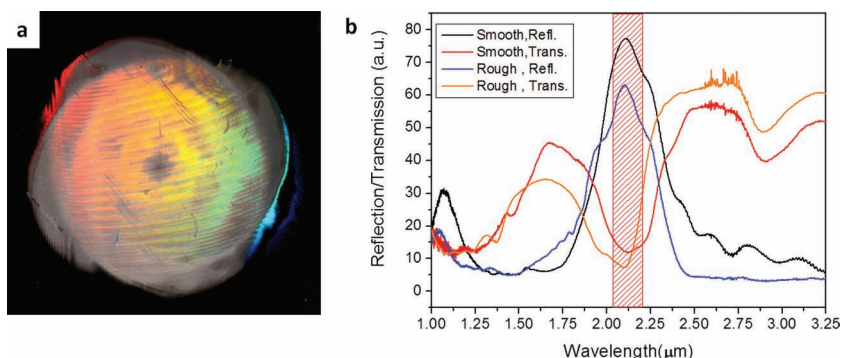 a
b
Smooth,Refl.
Smooth,Trans.
Rough , Refl.
Rough , Trans.
Reflection/Transmission (a.u.)
80
70
60
50
40
30
20
10
0
1.00 1.25 1.50 1.75 2.00 2.25 2.50 2.75 3.00 3.25
Wavelength(μm)